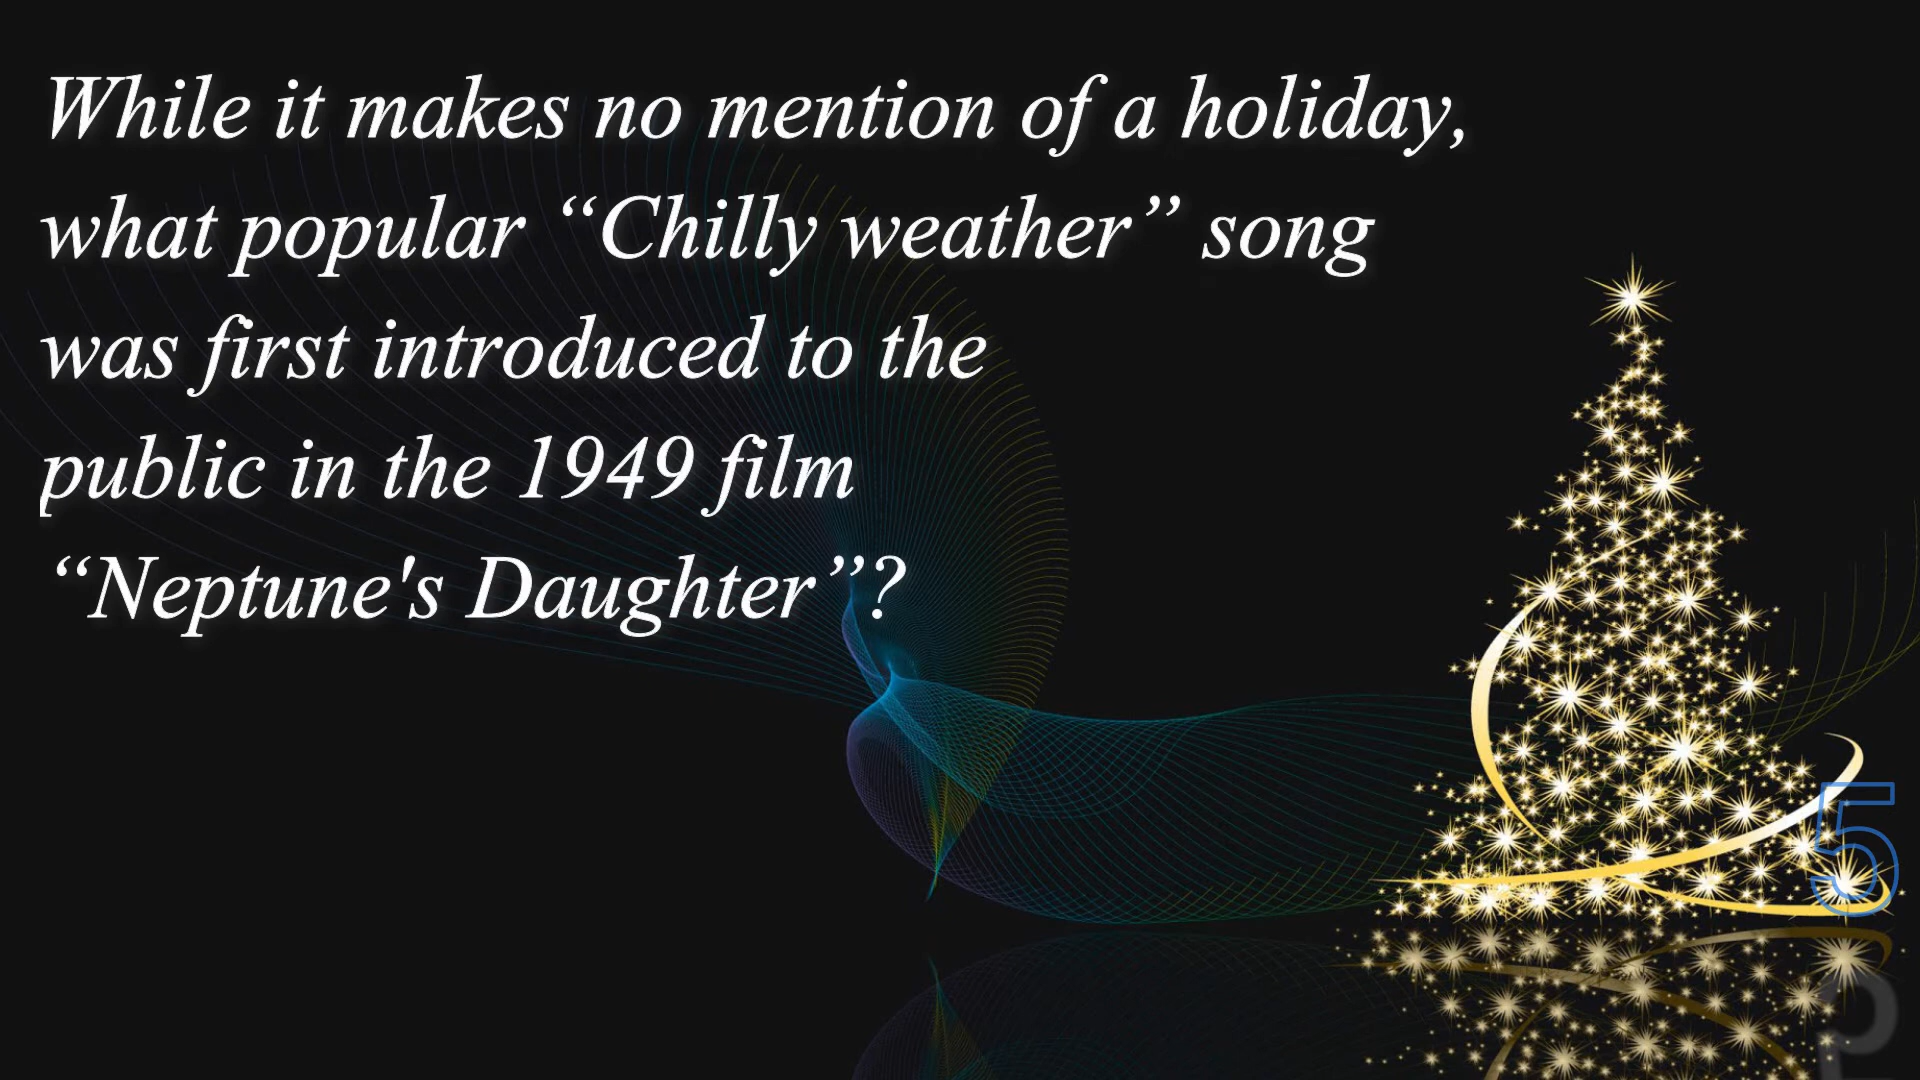 While it makes no mention of a holiday,
what popular “Chilly weather” song
was first introduced to the
public in the 1949 film
“Neptune's Daughter”?
5